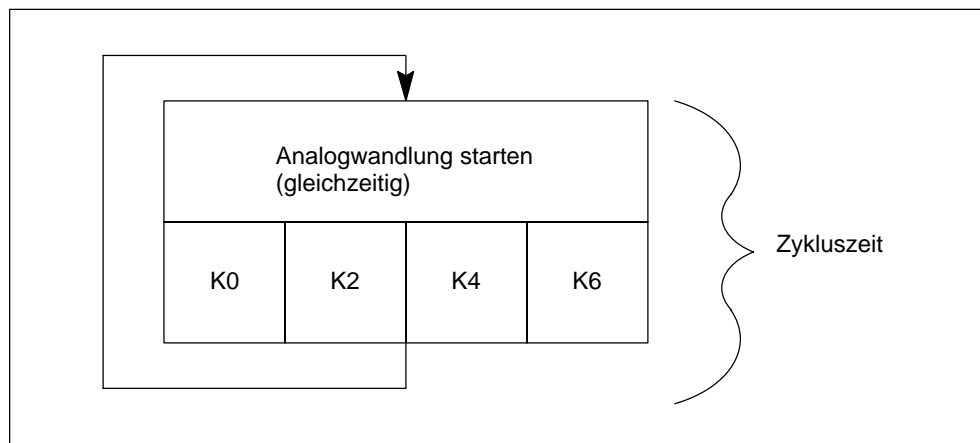 Analogwandlung starten
(gleichzeitig)
K0 K2 K4 K6
Zykluszeit